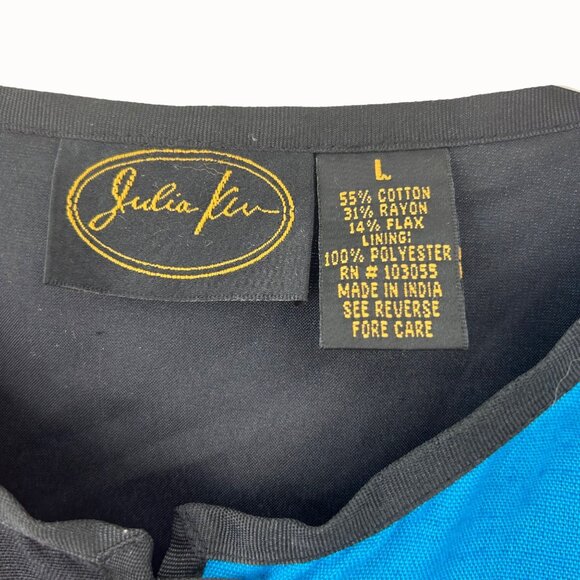 Julia Ku
L
55% COTTON
31% RAYON
14% FLAX
LINING:
100% POLYESTER
RN # 103055
MADE IN INDIA
SEE REVERSE
FORE CARE